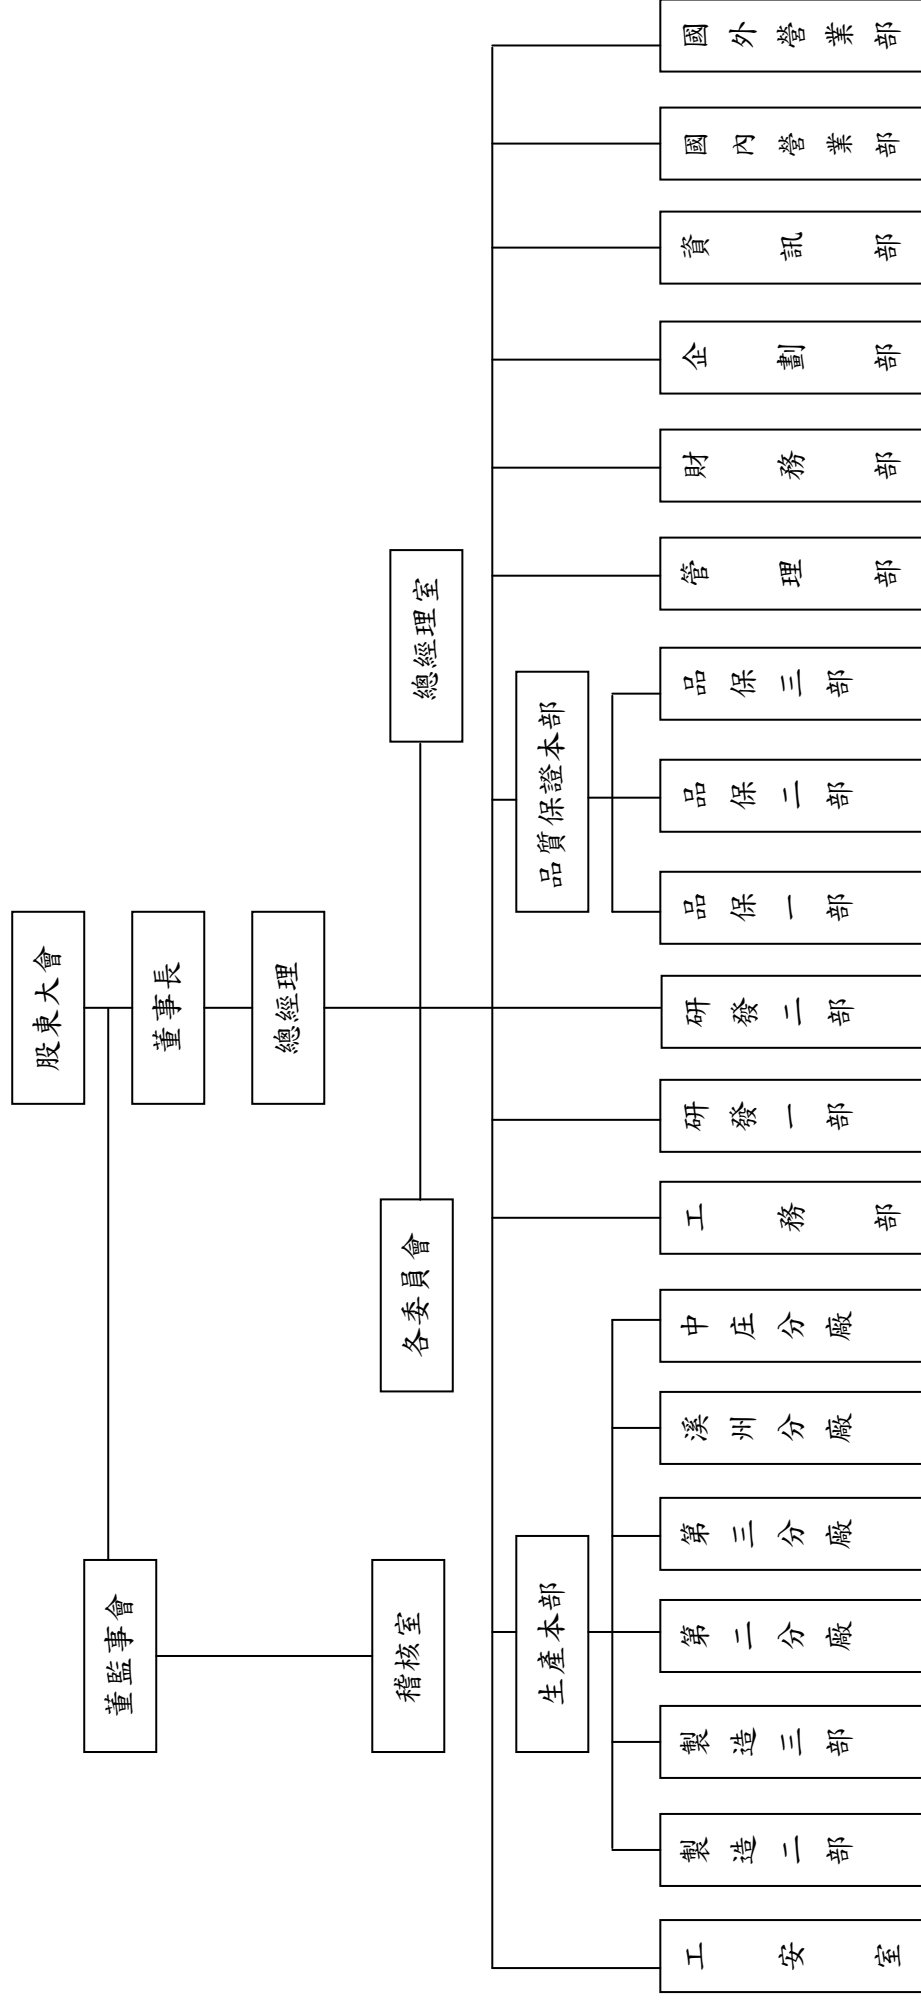 股東大會
董監事會
董事長
總經理
稽核室
各委員會
總經理室
生產本部
品質保證本部
工安室
製造二部
製造三部
第二分廠
第三分廠
溪州分廠
中庄分廠
工務部
研發一部
研發二部
品保一部
品保二部
品保三部
管理部
財務部
企劃部
資訊部
國內營業部
國外營業部